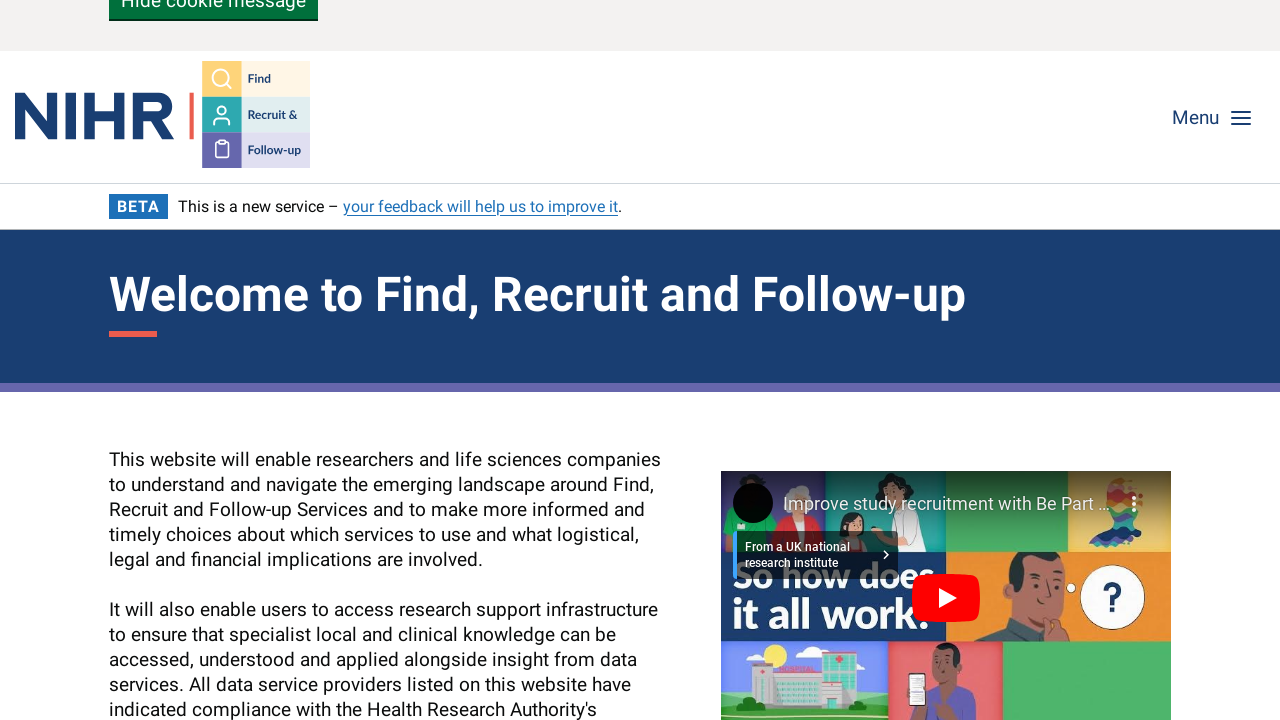 Hide cookie message
NIHR
Find
Recruit &
Follow-up
Menu
BETA This is a new service – your feedback will help us to improve it.
Welcome to Find, Recruit and Follow-up
This website will enable researchers and life sciences companies
to understand and navigate the emerging landscape around Find,
Recruit and Follow-up Services and to make more informed and
timely choices about which services to use and what logistical,
legal and financial implications are involved.
It will also enable users to access research support infrastructure
to ensure that specialist local and clinical knowledge can be
accessed, understood and applied alongside insight from data
services. All data service providers listed on this website have
indicated compliance with the Health Research Authority's
Improve study recruitment with Be Part ...
From a UK national
research institute
So how does
it all work?
?
HOSPITAL